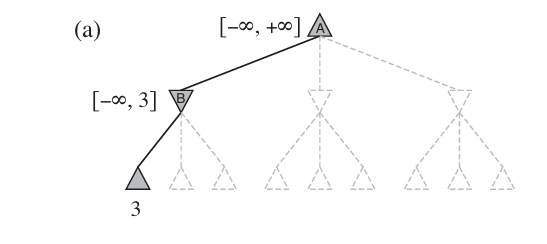 (a) [–∞, +∞] A
[–∞, 3] B
3